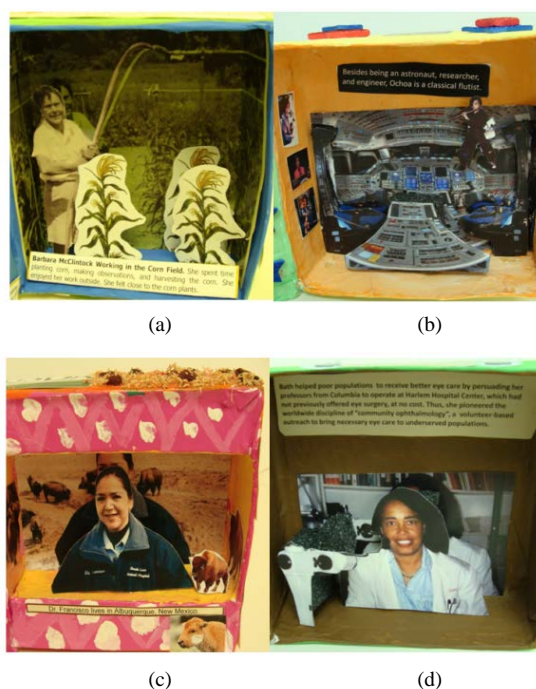 Barbara McClintock Working in the Corn Field. She spent time
planting corn, making observations, and harvesting the corn. She
enjoyed her work outside. She felt close to the corn plants.
Besides being an astronaut, researcher,
and engineer, Ochoa is a classical flutist.
(a)
(b)
Dr. Francisco lives in Albuquerque, New Mexico
Bath helped poor populations to receive better eye care by persuading her
professors from Columbia to operate at Harlem Hospital Center, which had
not previously offered eye surgery, at no cost. Thus, she pioneered the
worldwide discipline of "community ophthalmology", a volunteer-based
outreach to bring necessary eye care to underserved populations.
(c)
(d)